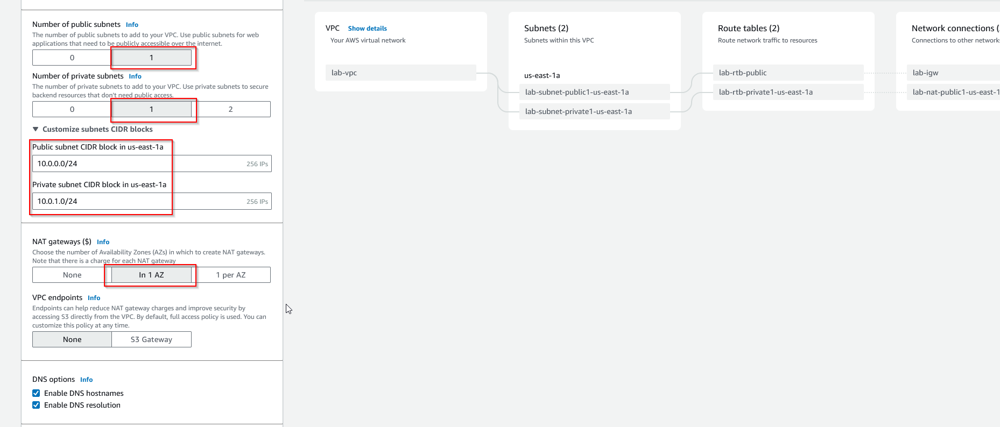 Number of public subnets Info
The number of public subnets to add to your VPC. Use public subnets for web
applications that need to be publicly accessible over the internet.
0 1
Number of private subnets Info
The number of private subnets to add to your VPC. Use private subnets to secure
backend resources that don't need public access.
0 1 2
Customize subnets CIDR blocks
Public subnet CIDR block in us-east-1a
10.0.0.0/24 256 IPs
Private subnet CIDR block in us-east-1a
10.0.1.0/24 256 IPs
NAT gateways ($) Info
Choose the number of Availability Zones (AZs) in which to create NAT gateways.
Note that there is a charge for each NAT gateway
None In 1 AZ 1 per AZ
VPC endpoints Info
Endpoints can help reduce NAT gateway charges and improve security by
accessing S3 directly from the VPC. By default, full access policy is used. You can
customize this policy at any time.
None S3 Gateway
DNS options Info
Enable DNS hostnames
Enable DNS resolution
VPC Show details
Your AWS virtual network
lab-vpc
Subnets (2)
Subnets within this VPC
us-east-1a
lab-subnet-public1-us-east-1a
lab-subnet-private1-us-east-1a
Route tables (2)
Route network traffic to resources
lab-rtb-public
lab-rtb-private1-us-east-1a
Network connections (
Connections to other networks
lab-igw
lab-nat-public1-us-east-1